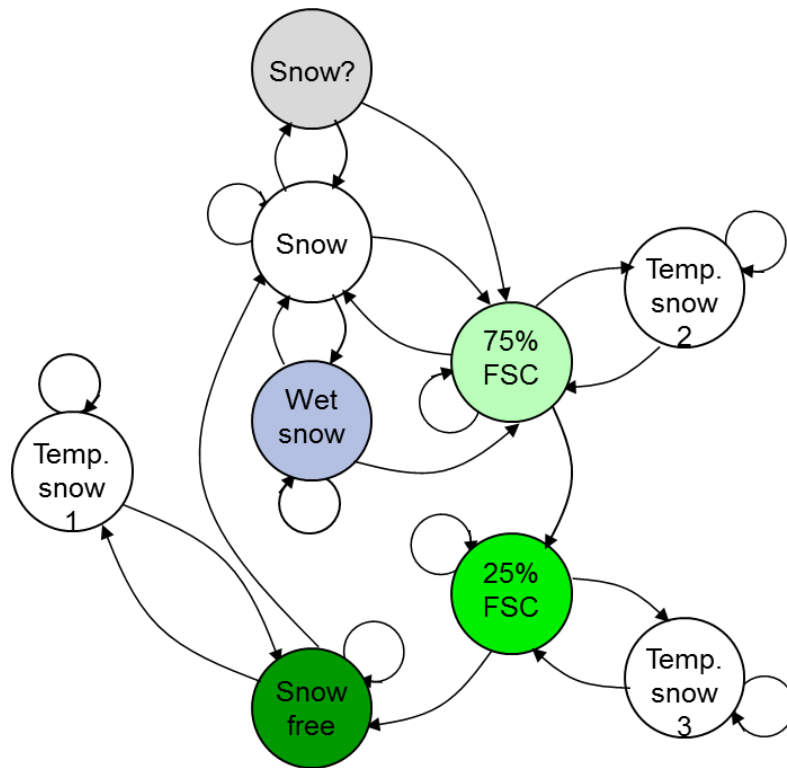 Snow?
Snow
Temp.
snow
2
75%
FSC
Wet
snow
Temp.
snow
1
25%
FSC
Temp.
snow
3
Snow
free